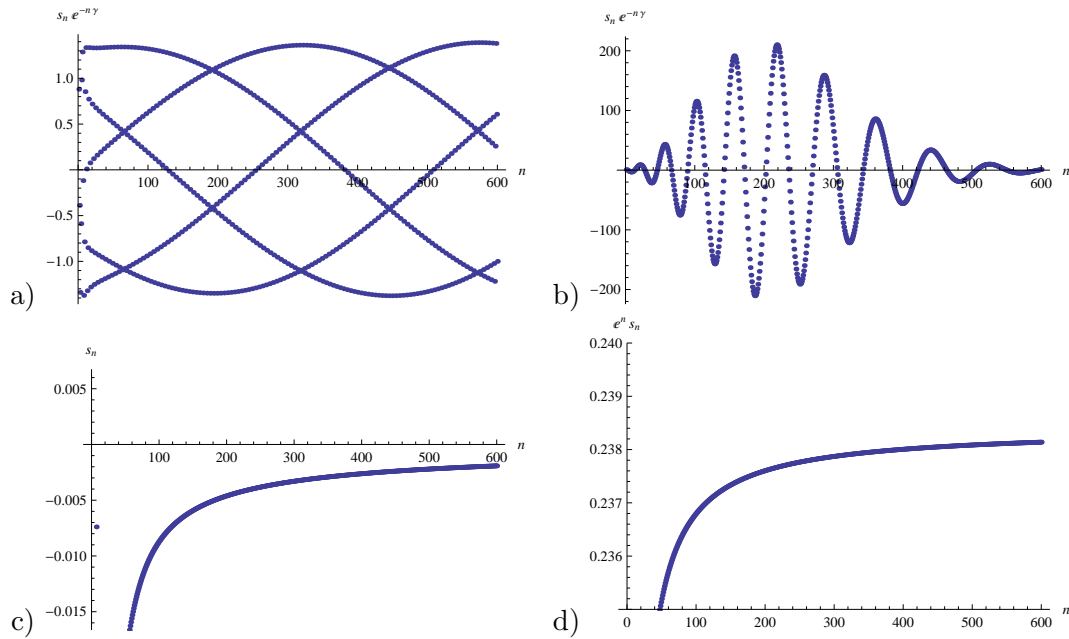 s_n e^{-n γ}
1.0
0.5
100 200 300 400 500 600 n
−0.5
−1.0
a)
s_n e^{-n γ}
200
100
100 200 300 400 500 600 n
−100
−200
b)
s_n
0.005
100 200 300 400 500 600 n
−0.005
−0.010
−0.015
c)
e^n s_n
0.240
0.239
0.238
0.237
0.236
0 100 200 300 400 500 600 n
d)